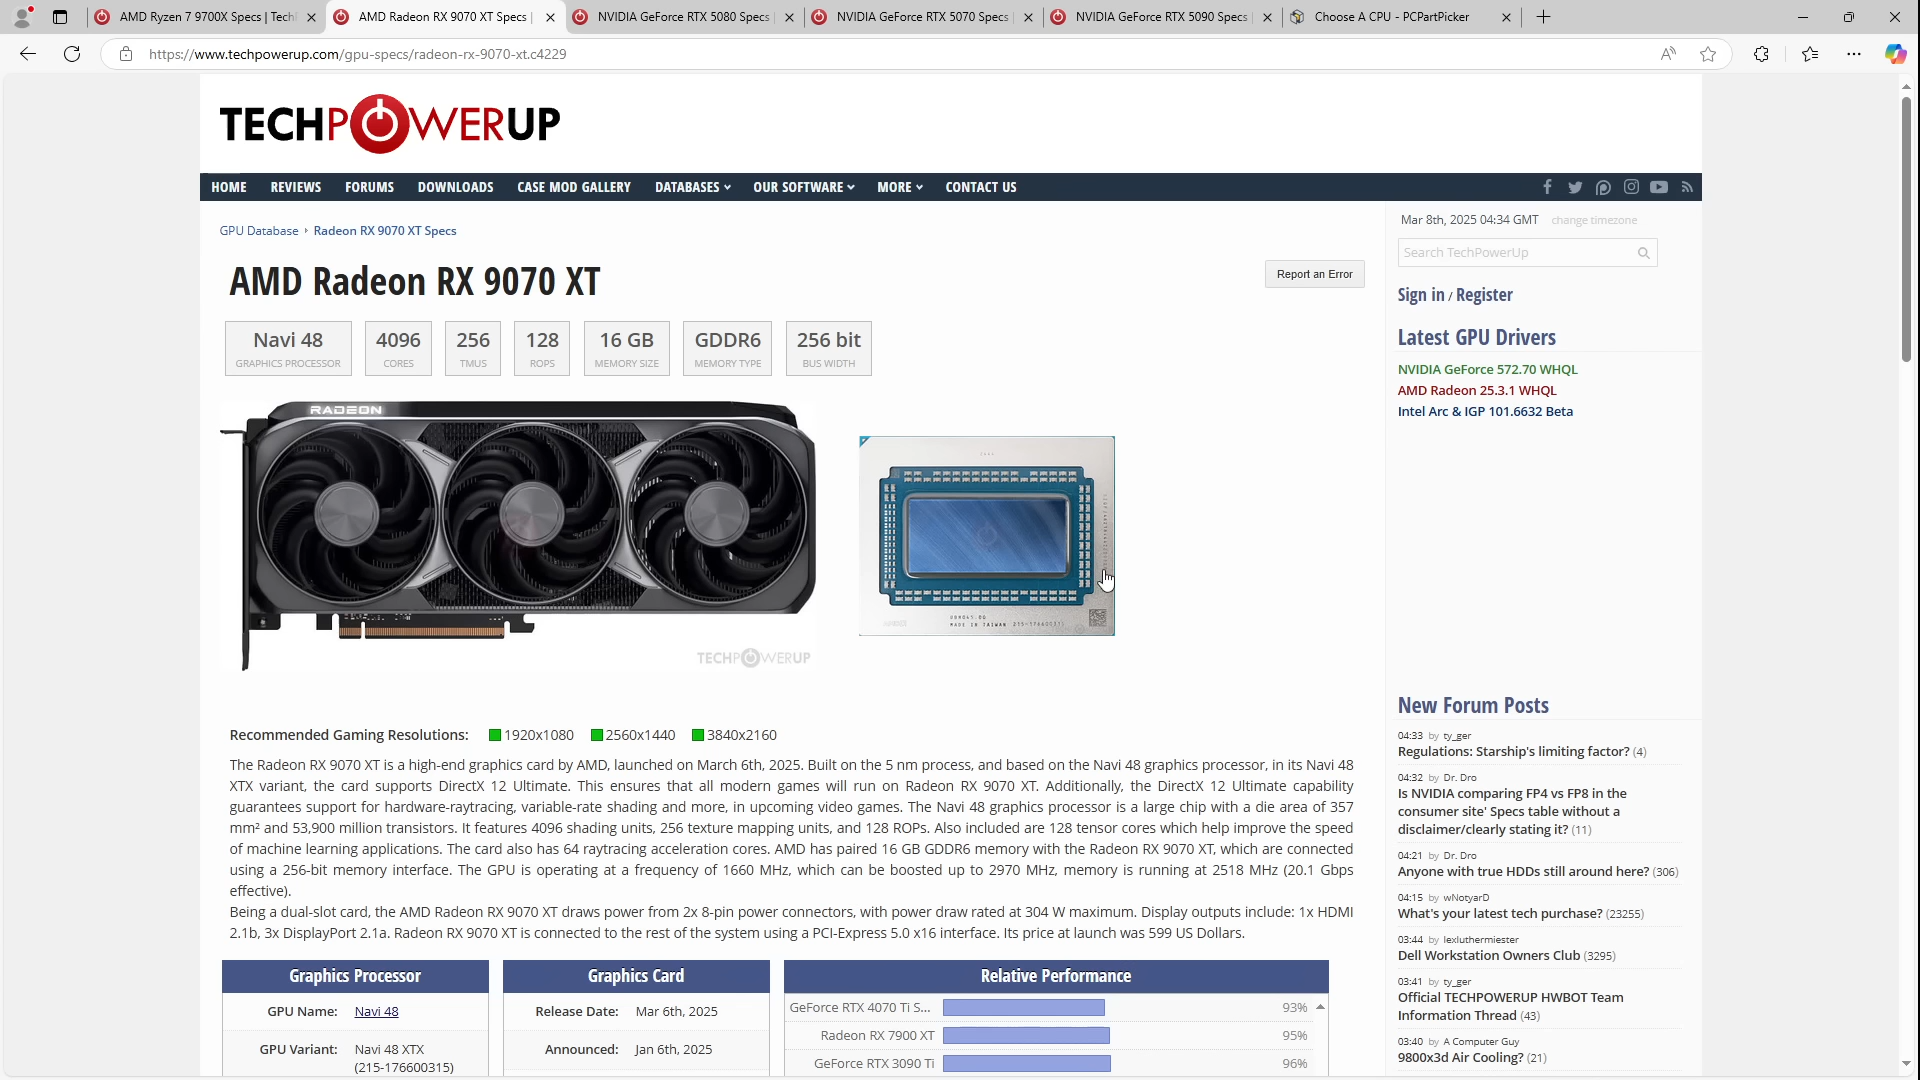 AMD Ryzen 7 9700X Specs | Tech
AMD Radeon RX 9070 XT Specs |
NVIDIA GeForce RTX 5080 Specs
NVIDIA GeForce RTX 5070 Specs
NVIDIA GeForce RTX 5090 Specs
Choose A CPU - PCPartPicker
https://www.techpowerup.com/gpu-specs/radeon-rx-9070-xt.c4229
TECHPOWERUP
HOME REVIEWS FORUMS DOWNLOADS CASE MOD GALLERY DATABASES OUR SOFTWARE MORE CONTACT US
GPU Database › Radeon RX 9070 XT Specs
AMD Radeon RX 9070 XT
Report an Error
Navi 48
GRAPHICS PROCESSOR
4096
CORES
256
TMUS
128
ROPS
16 GB
MEMORY SIZE
GDDR6
MEMORY TYPE
256 bit
BUS WIDTH
RADEON
TECHPOWERUP
MADE IN TAIWAN
Recommended Gaming Resolutions: 1920x1080 2560x1440 3840x2160
The Radeon RX 9070 XT is a high-end graphics card by AMD, launched on March 6th, 2025. Built on the 5 nm process, and based on the Navi 48 graphics processor, in its Navi 48
XTX variant, the card supports DirectX 12 Ultimate. This ensures that all modern games will run on Radeon RX 9070 XT. Additionally, the DirectX 12 Ultimate capability
guarantees support for hardware-raytracing, variable-rate shading and more, in upcoming video games. The Navi 48 graphics processor is a large chip with a die area of 357
mm² and 53,900 million transistors. It features 4096 shading units, 256 texture mapping units, and 128 ROPs. Also included are 128 tensor cores which help improve the speed
of machine learning applications. The card also has 64 raytracing acceleration cores. AMD has paired 16 GB GDDR6 memory with the Radeon RX 9070 XT, which are connected
using a 256-bit memory interface. The GPU is operating at a frequency of 1660 MHz, which can be boosted up to 2970 MHz, memory is running at 2518 MHz (20.1 Gbps
effective).
Being a dual-slot card, the AMD Radeon RX 9070 XT draws power from 2x 8-pin power connectors, with power draw rated at 304 W maximum. Display outputs include: 1x HDMI
2.1b, 3x DisplayPort 2.1a. Radeon RX 9070 XT is connected to the rest of the system using a PCI-Express 5.0 x16 interface. Its price at launch was 599 US Dollars.
Graphics Processor
GPU Name: Navi 48
GPU Variant: Navi 48 XTX
(215-176600315)
Graphics Card
Release Date: Mar 6th, 2025
Announced: Jan 6th, 2025
Relative Performance
GeForce RTX 4070 Ti S... 93%
Radeon RX 7900 XT 95%
GeForce RTX 3090 Ti 96%
Mar 8th, 2025 04:34 GMT change timezone
Search TechPowerUp
Sign in / Register
Latest GPU Drivers
NVIDIA GeForce 572.70 WHQL
AMD Radeon 25.3.1 WHQL
Intel Arc & IGP 101.6632 Beta
New Forum Posts
04:33 by ty_ger
Regulations: Starship's limiting factor? (4)
04:32 by Dr. Dro
Is NVIDIA comparing FP4 vs FP8 in the
consumer site' Specs table without a
disclaimer/clearly stating it? (11)
04:21 by Dr. Dro
Anyone with true HDDs still around here? (306)
04:15 by wNotyarD
What's your latest tech purchase? (23255)
03:44 by lexluthermiester
Dell Workstation Owners Club (3295)
03:41 by ty_ger
Official TECHPOWERUP HWBOT Team
Information Thread (43)
03:40 by A Computer Guy
9800x3d Air Cooling? (21)